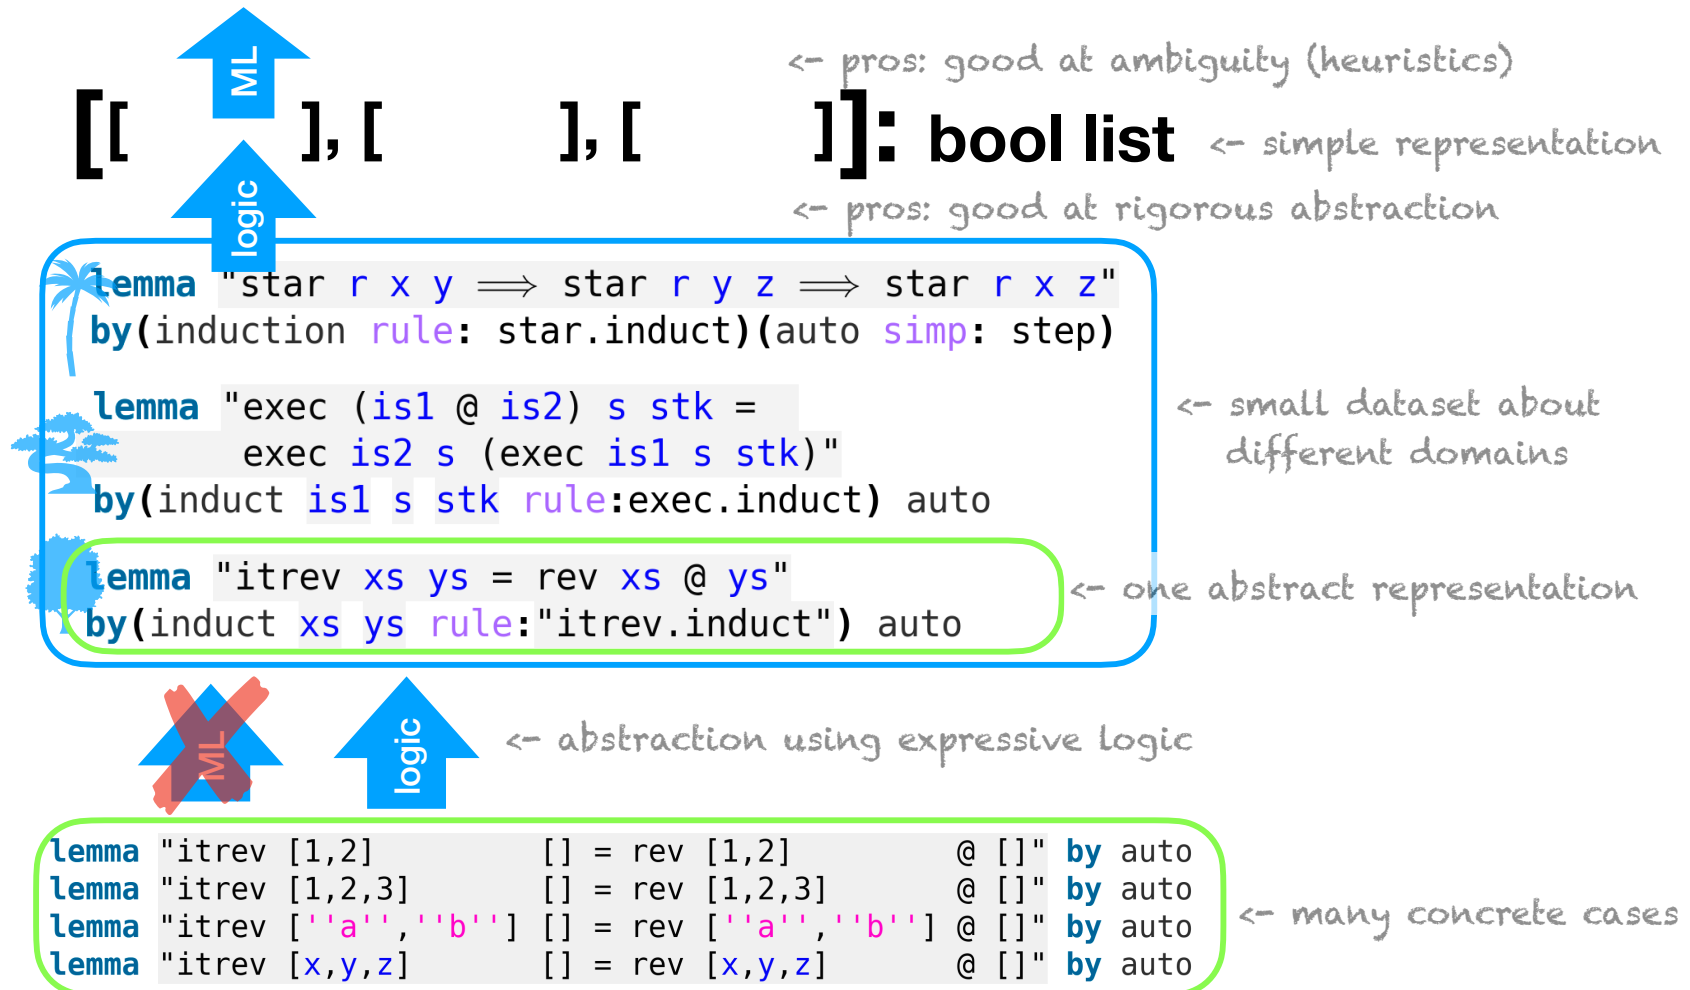 ML
<- pros: good at ambiguity (heuristics)
[[ ], [ ], [ ]]: bool list <- simple representation
logic
<- pros: good at rigorous abstraction
lemma "star r x y ⟹ star r y z ⟹ star r x z"
by(induction rule: star.induct)(auto simp: step)
lemma "exec (is1 @ is2) s stk =
exec is2 s (exec is1 s stk)"
by(induct is1 s stk rule:exec.induct) auto
<- small dataset about
different domains
lemma "itrev xs ys = rev xs @ ys"
by(induct xs ys rule:"itrev.induct") auto
<- one abstract representation
ML
logic
<- abstraction using expressive logic
lemma "itrev [1,2] [] = rev [1,2] @ []" by auto
lemma "itrev [1,2,3] [] = rev [1,2,3] @ []" by auto
lemma "itrev [''a'',''b''] [] = rev [''a'',''b''] @ []" by auto
lemma "itrev [x,y,z] [] = rev [x,y,z] @ []" by auto
<- many concrete cases